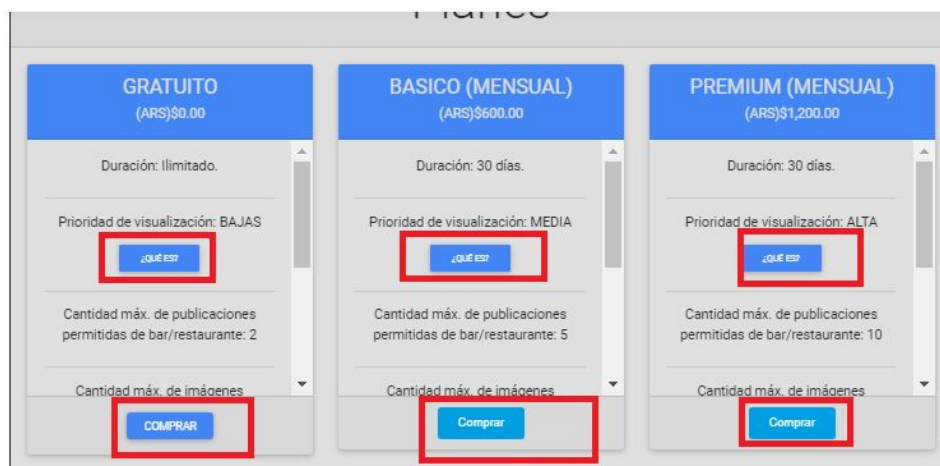 Planes
GRATUITO
(ARS)$0.00
Duración: Ilimitado.
Prioridad de visualización: BAJAS
¿QUÉ ES?
Cantidad máx. de publicaciones
permitidas de bar/restaurante: 2
Cantidad máx. de imágenes
COMPRAR
BASICO (MENSUAL)
(ARS)$600.00
Duración: 30 días.
Prioridad de visualización: MEDIA
¿QUÉ ES?
Cantidad máx. de publicaciones
permitidas de bar/restaurante: 5
Cantidad máx. de imágenes
Comprar
PREMIUM (MENSUAL)
(ARS)$1,200.00
Duración: 30 días.
Prioridad de visualización: ALTA
¿QUÉ ES?
Cantidad máx. de publicaciones
permitidas de bar/restaurante: 10
Cantidad máx. de imágenes
Comprar